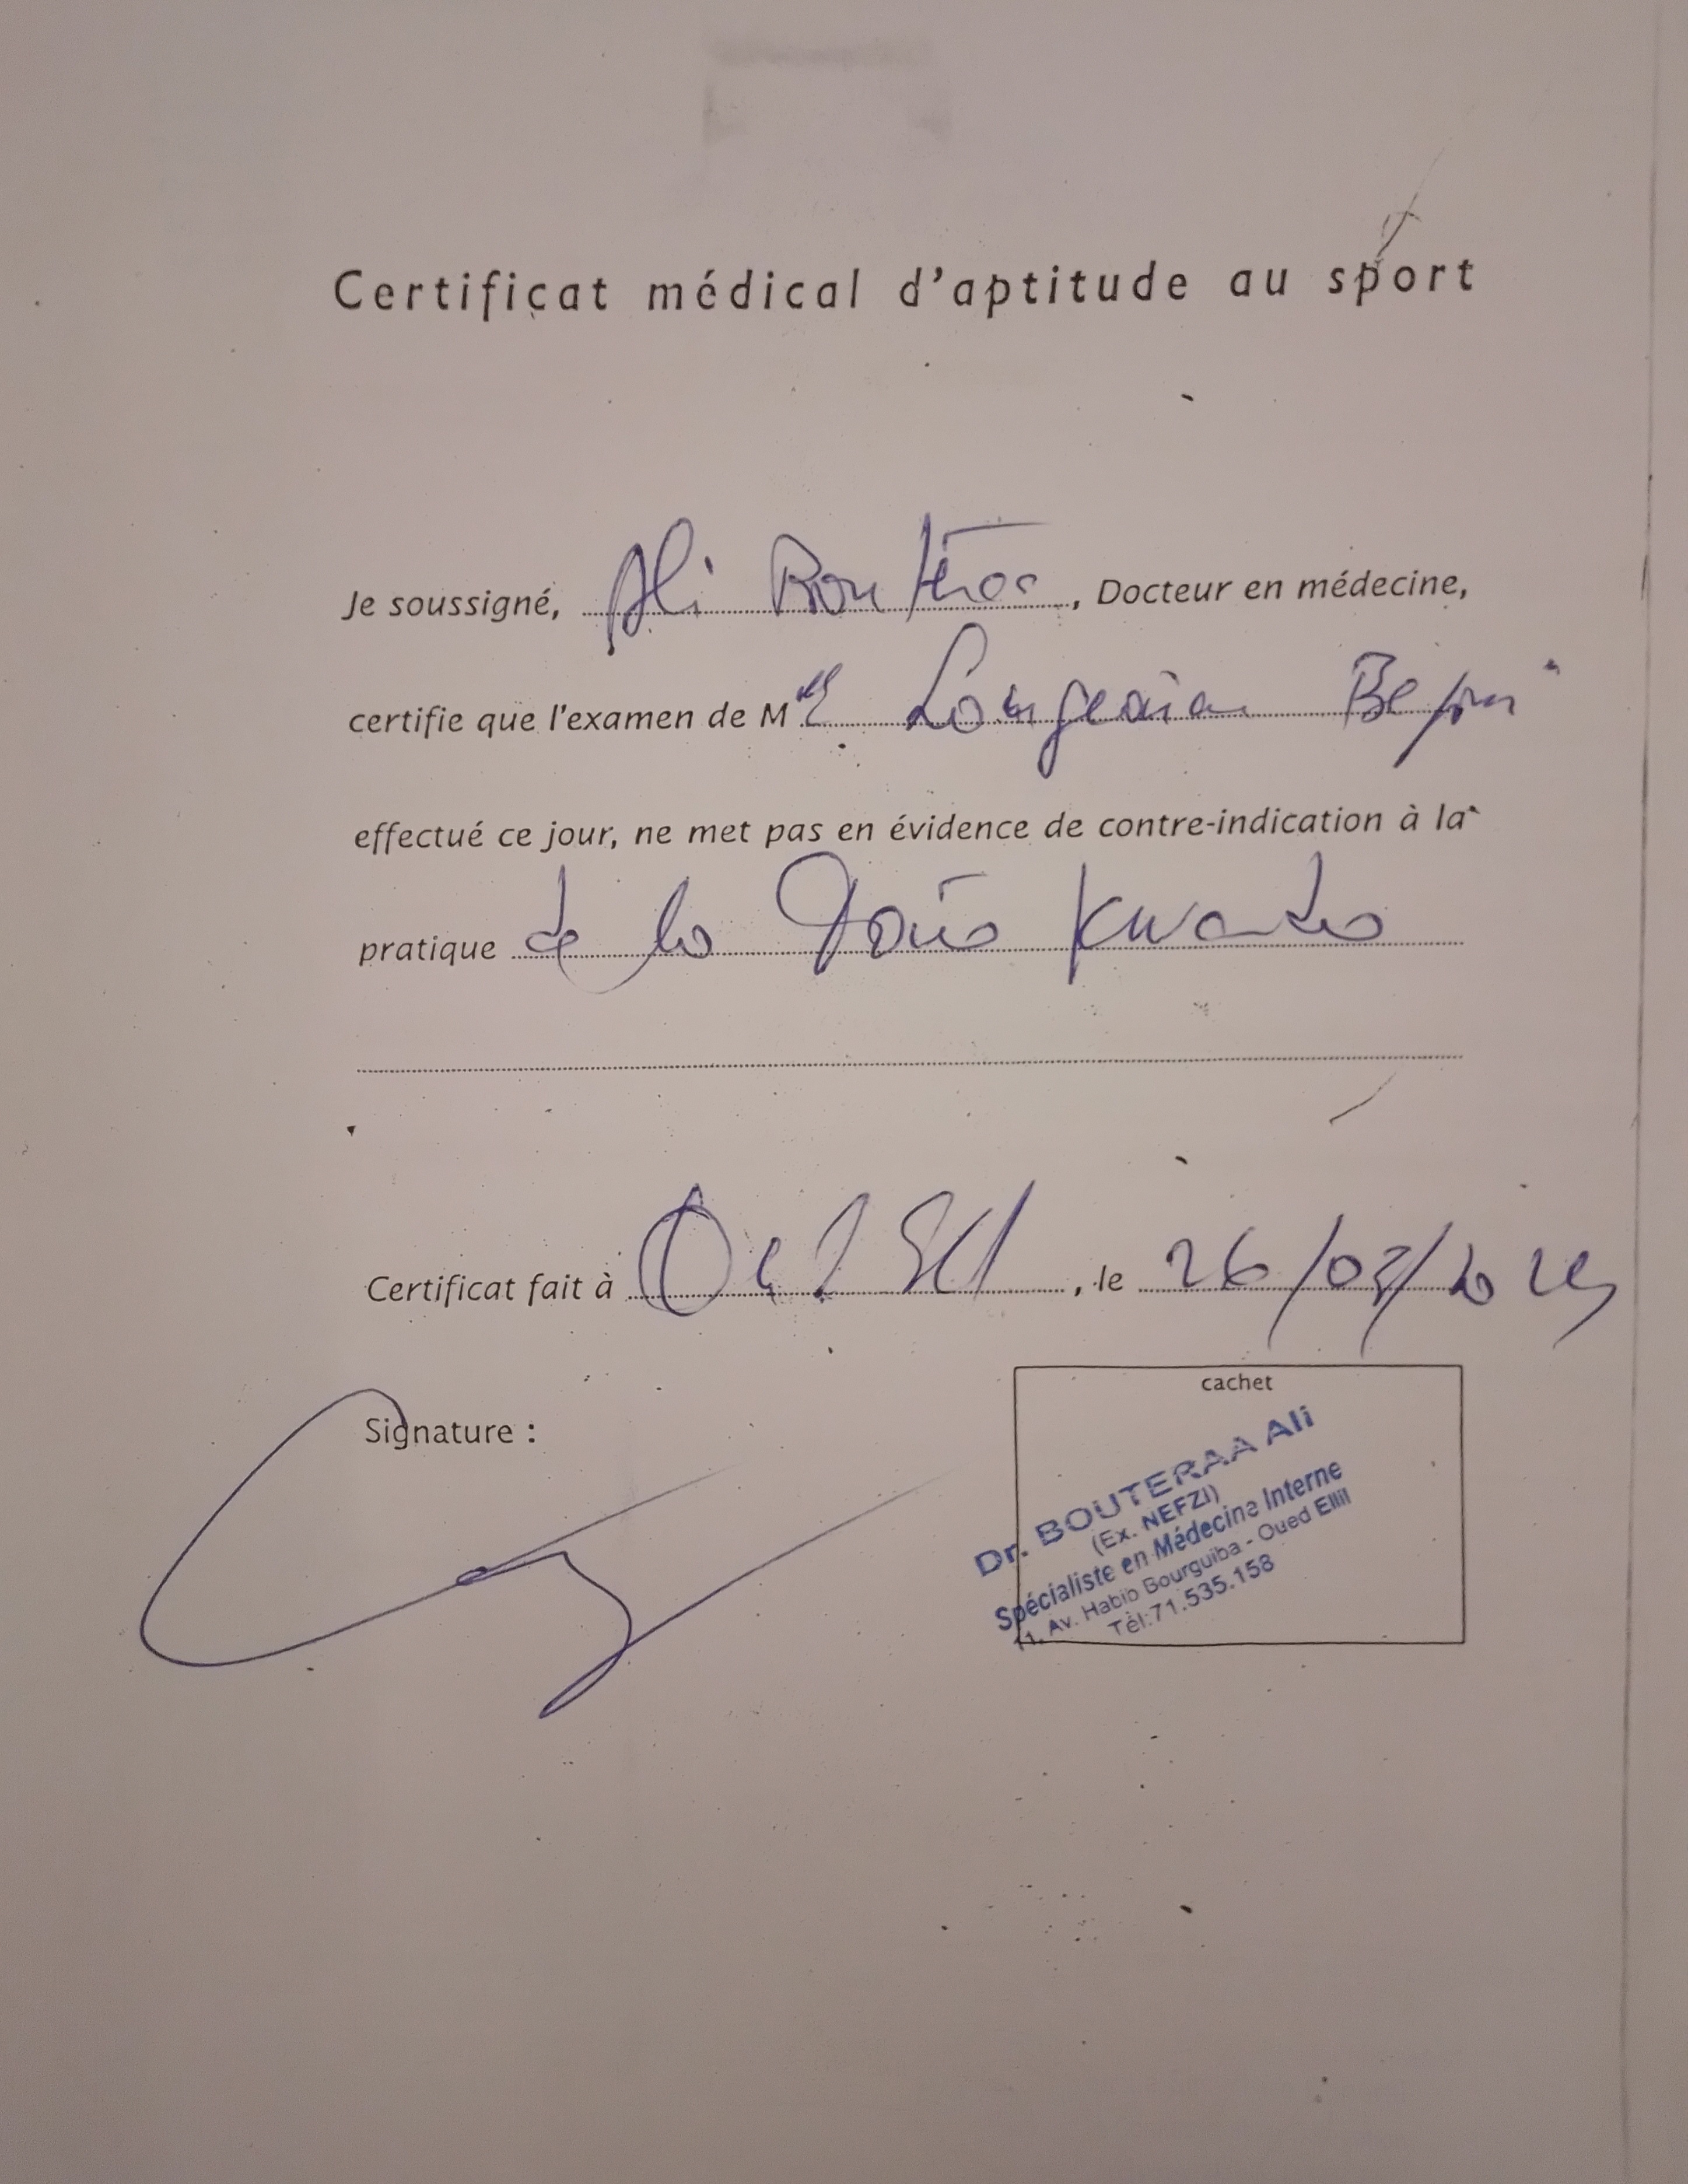 Certificat médical d'aptitude au sport
Je soussigné, Ali , Docteur en médecine,
certifie que l'examen de M
effectué ce jour, ne met pas en évidence de contre-indication à la
pratique de la
Certificat fait à , le 26/
Signature :
cachet
Dr. BOUTERAA Ali
(Ex. NEFZI)
Spécialiste en Médecine Interne
11, Av. Habib Bourguiba - Oued Ellil
Tél:71.535.158